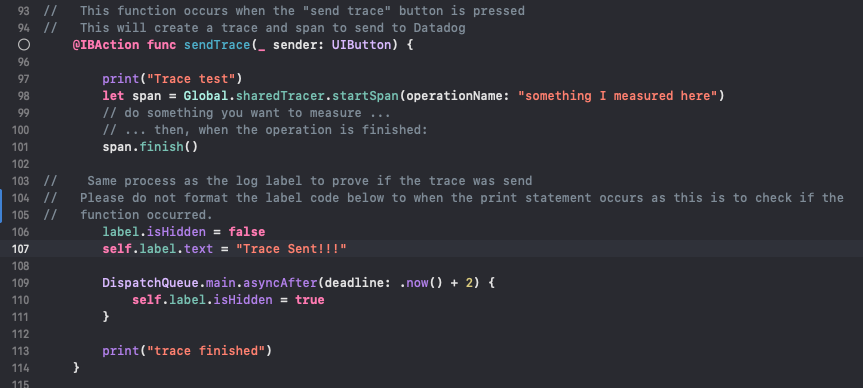 93 //   This function occurs when the "send trace" button is pressed
94 //   This will create a trace and span to send to Datadog
@IBAction func sendTrace(_ sender: UIButton) {
96
97 print("Trace test")
98 let span = Global.sharedTracer.startSpan(operationName: "something I measured here")
99 // do something you want to measure ...
100 // ... then, when the operation is finished:
101 span.finish()
102
103 //    Same process as the log label to prove if the trace was send
104 //   Please do not format the label code below to when the print statement occurs as this is to check if the
105 //   function occurred.
106 label.isHidden = false
107 self.label.text = "Trace Sent!!!"
108
109 DispatchQueue.main.asyncAfter(deadline: .now() + 2) {
110 self.label.isHidden = true
111 }
112
113 print("trace finished")
114 }
115